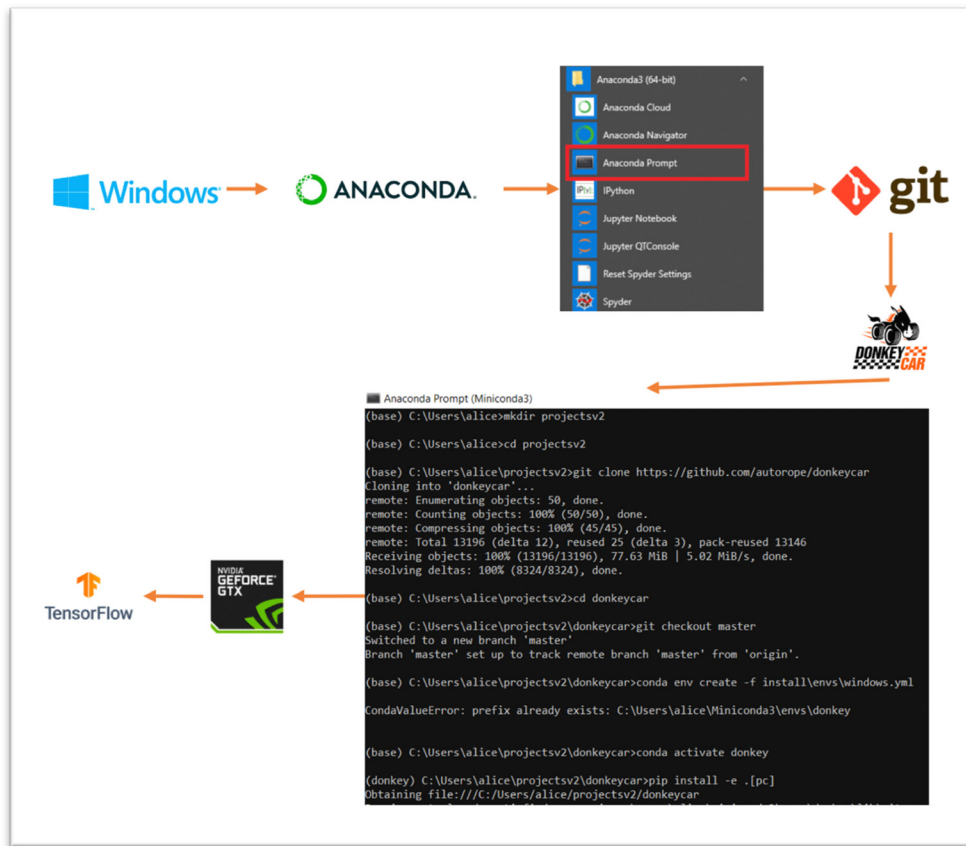 Anaconda3 (64-bit)
Anaconda Cloud
Anaconda Navigator
Anaconda Prompt
IPython
Jupyter Notebook
Jupyter QTConsole
Reset Spyder Settings
Spyder
Windows
ANACONDA.
git
DONKEY
CAR
Anaconda Prompt (Miniconda3)
(base) C:\Users\alice>mkdir projectsv2
(base) C:\Users\alice>cd projectsv2
(base) C:\Users\alice\projectsv2>git clone https://github.com/autorope/donkeycar
Cloning into 'donkeycar'...
remote: Enumerating objects: 50, done.
remote: Counting objects: 100% (50/50), done.
remote: Compressing objects: 100% (45/45), done.
remote: Total 13196 (delta 12), reused 25 (delta 3), pack-reused 13146
Receiving objects: 100% (13196/13196), 77.63 MiB | 5.02 MiB/s, done.
Resolving deltas: 100% (8324/8324), done.
(base) C:\Users\alice\projectsv2>cd donkeycar
(base) C:\Users\alice\projectsv2\donkeycar>git checkout master
Switched to a new branch 'master'
Branch 'master' set up to track remote branch 'master' from 'origin'.
(base) C:\Users\alice\projectsv2\donkeycar>conda env create -f install\envs\windows.yml
CondaValueError: prefix already exists: C:\Users\alice\Miniconda3\envs\donkey
(base) C:\Users\alice\projectsv2\donkeycar>conda activate donkey
(donkey) C:\Users\alice\projectsv2\donkeycar>pip install -e .[pc]
Obtaining file:///C:/Users/alice/projectsv2/donkeycar
NVIDIA
GEFORCE
GTX
TensorFlow